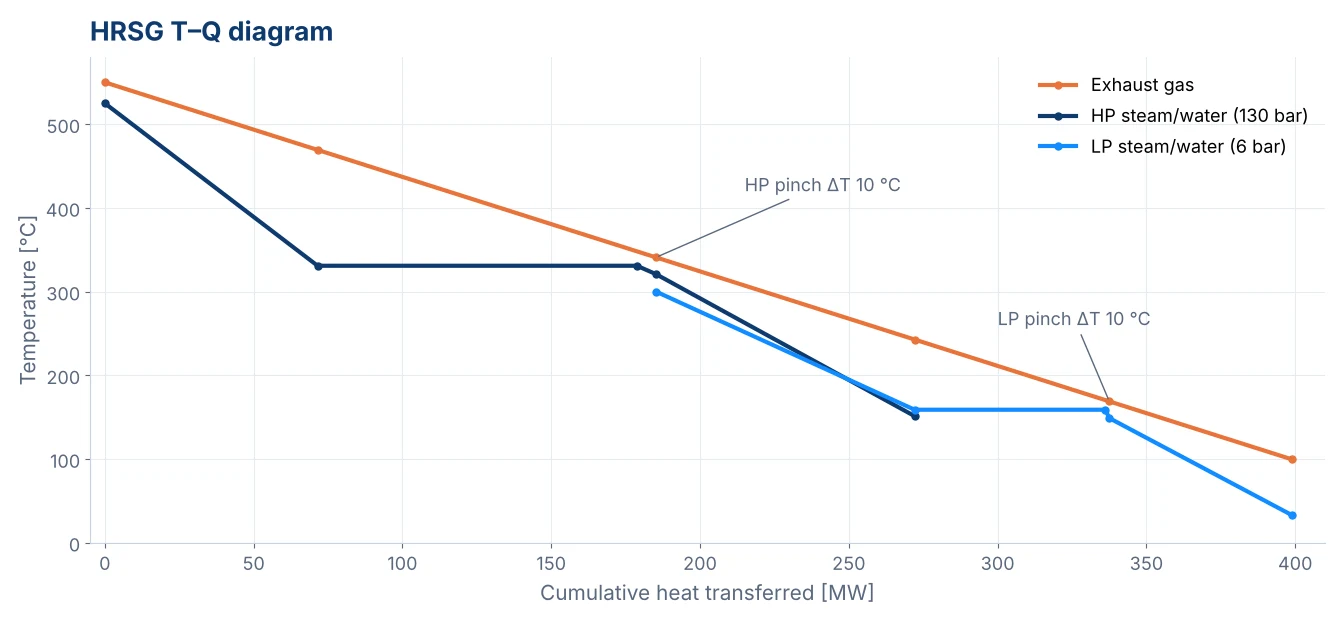 HRSG T–Q diagram
Exhaust gas
HP steam/water (130 bar)
LP steam/water (6 bar)
HP pinch ΔT 10 °C
LP pinch ΔT 10 °C
Temperature [°C]
500
400
300
200
100
0
0 50 100 150 200 250 300 350 400
Cumulative heat transferred [MW]